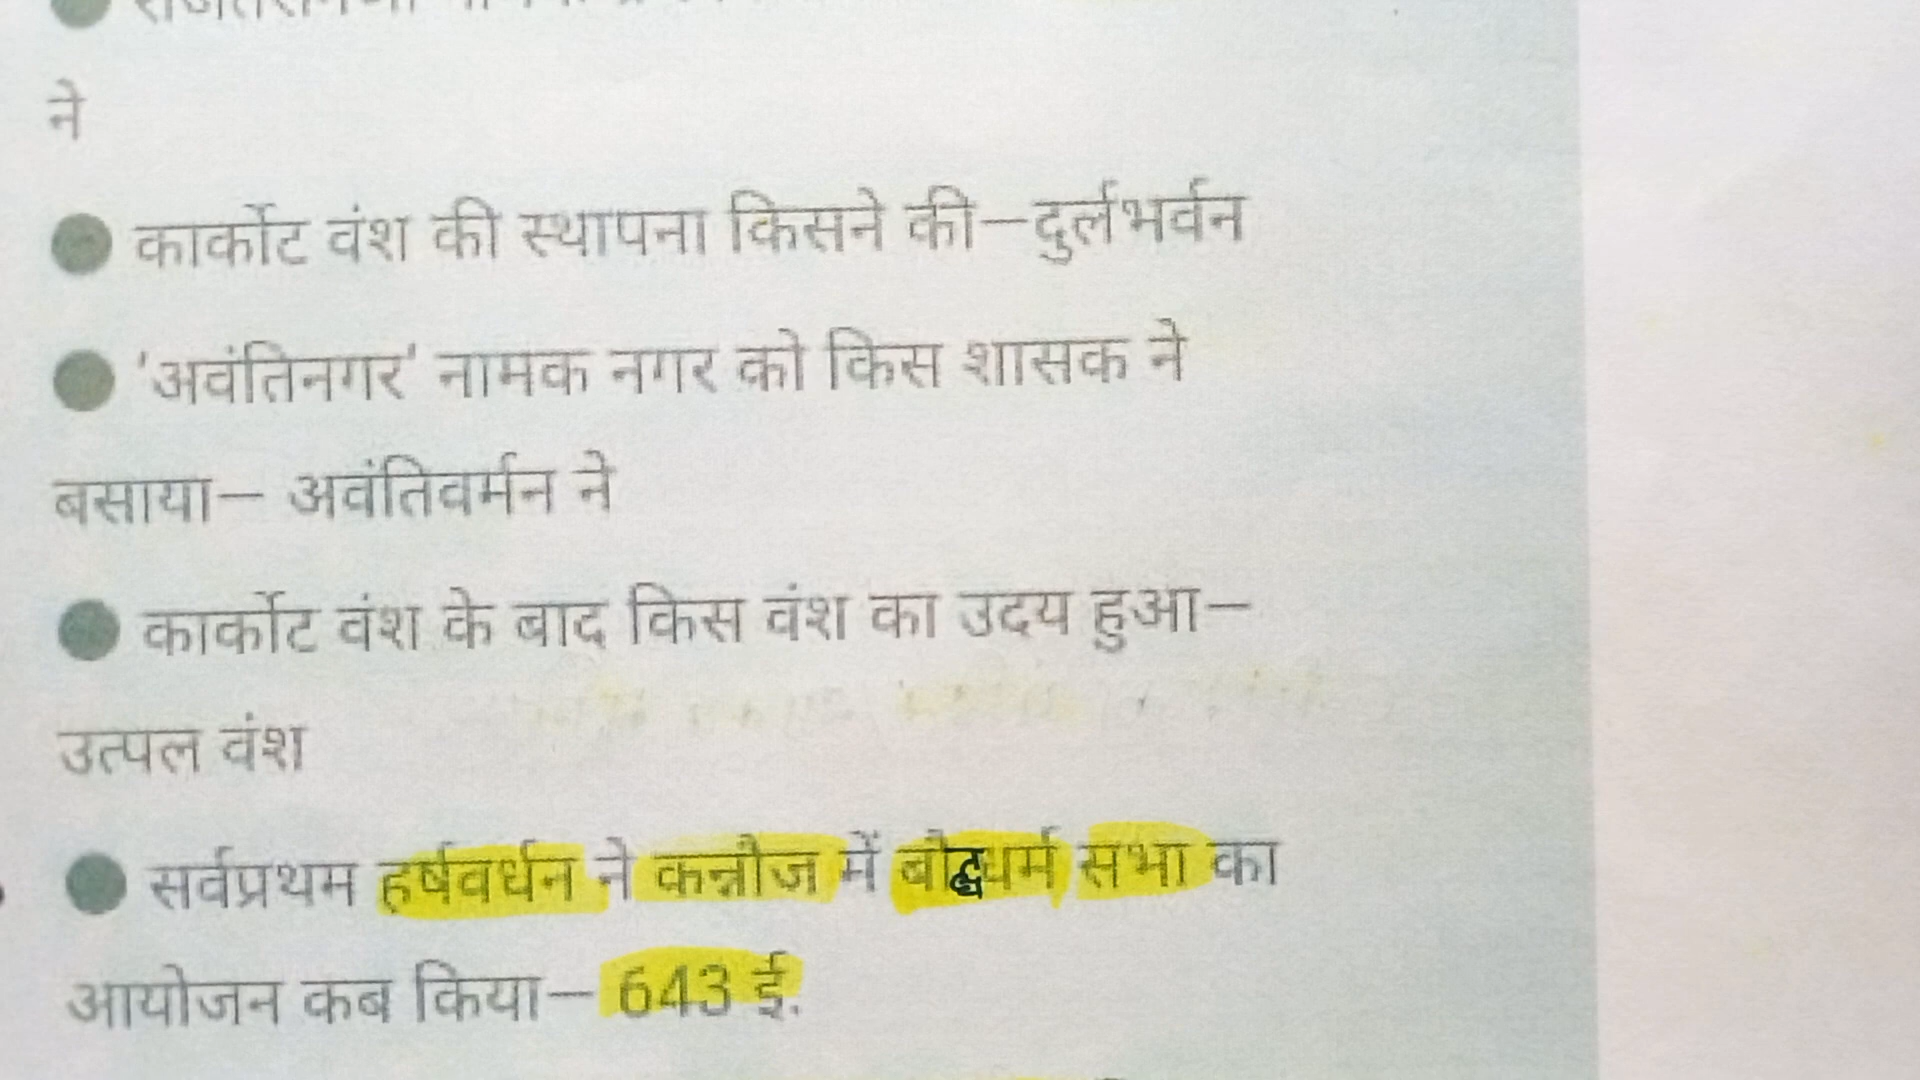 ने
● कार्कोट वंश की स्थापना किसने की—दुर्लभर्वन
● 'अवंतिनगर' नामक नगर को किस शासक ने
बसाया— अवंतिवर्मन ने
● कार्कोट वंश के बाद किस वंश का उदय हुआ—
उत्पल वंश
● सर्वप्रथम हर्षवर्धन ने कन्नौज में बौद्धधर्म सभा का
आयोजन कब किया— 643 ई.